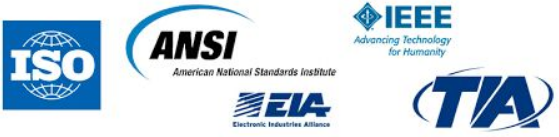 ISO
ANSI
American National Standards Institute
IEEE
Advancing Technology
for Humanity
EIA
Electronic Industries Alliance
TIA